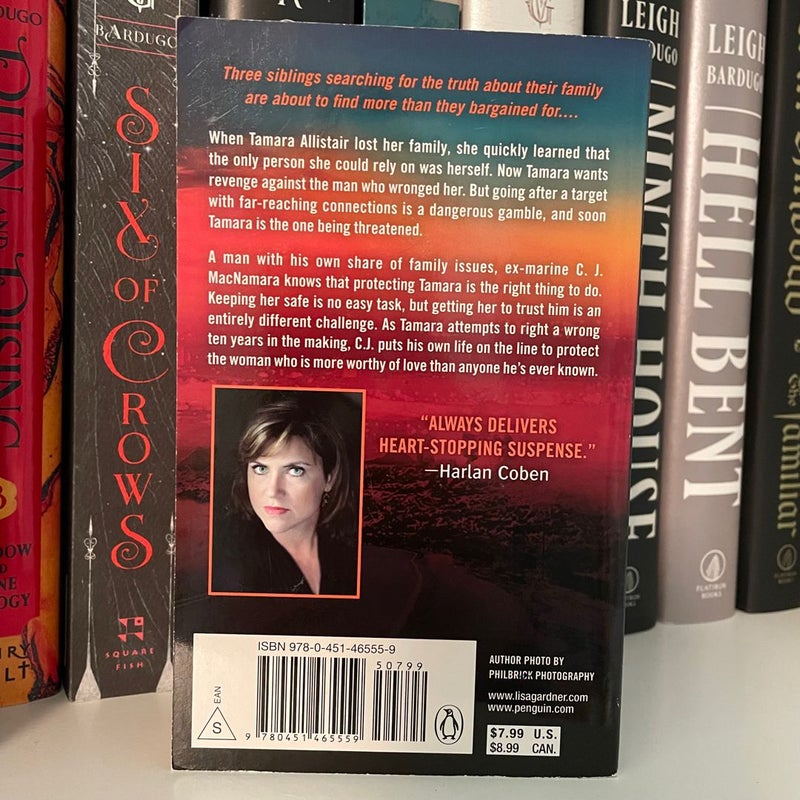 Three siblings searching for the truth about their family
are about to find more than they bargained for....
When Tamara Allistair lost her family, she quickly learned that
the only person she could rely on was herself. Now Tamara wants
revenge against the man who wronged her. But going after a target
with far-reaching connections is a dangerous gamble, and soon
Tamara is the one being threatened.
A man with his own share of family issues, ex-marine C. J.
MacNamara knows that protecting Tamara is the right thing to do.
Keeping her safe is no easy task, but getting her to trust him is an
entirely different challenge. As Tamara attempts to right a wrong
ten years in the making, C.J. puts his own life on the line to protect
the woman who is more worthy of love than anyone he's ever known.
"ALWAYS DELIVERS
HEART-STOPPING SUSPENSE."
—Harlan Coben
ISBN 978-0-451-46555-9
50799
EAN
S
9 780451 465559
AUTHOR PHOTO BY
PHILBRICK PHOTOGRAPHY
www.lisagardner.com
www.penguin.com
$7.99 U.S.
$8.99 CAN.
BARDUGO
SIX OF CROWS
SQUARE
FISH
AND RISING
LEIGH
NINTH HOUSE
LEIGH
BARDUGO
HELL BENT
FLATIRON
BOOKS
The Familiar
FLATIRON
BOOKS